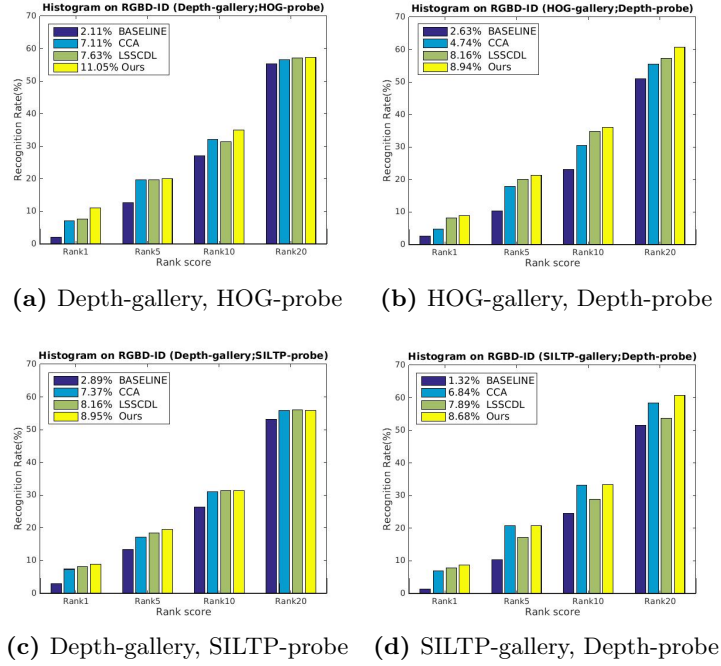 Histogram on RGBD-ID (Depth-gallery;HOG-probe)
70
60
50
40
30
20
10
0
Recognition Rate(%)
2.11% BASELINE
7.11% CCA
7.63% LSSCDL
11.05% Ours
Rank1 Rank5 Rank10 Rank20
Rank score
(a) Depth-gallery, HOG-probe
Histogram on RGBD-ID (HOG-gallery;Depth-probe)
70
60
50
40
30
20
10
0
Recognition Rate(%)
2.63% BASELINE
4.74% CCA
8.16% LSSCDL
8.94% Ours
Rank1 Rank5 Rank10 Rank20
Rank score
(b) HOG-gallery, Depth-probe
Histogram on RGBD-ID (Depth-gallery;SILTP-probe)
70
60
50
40
30
20
10
0
Recognition Rate(%)
2.89% BASELINE
7.37% CCA
8.16% LSSCDL
8.95% Ours
Rank1 Rank5 Rank10 Rank20
Rank score
(c) Depth-gallery, SILTP-probe
Histogram on RGBD-ID (SILTP-gallery;Depth-probe)
70
60
50
40
30
20
10
0
Recognition Rate(%)
1.32% BASELINE
6.84% CCA
7.89% LSSCDL
8.68% Ours
Rank1 Rank5 Rank10 Rank20
Rank score
(d) SILTP-gallery, Depth-probe